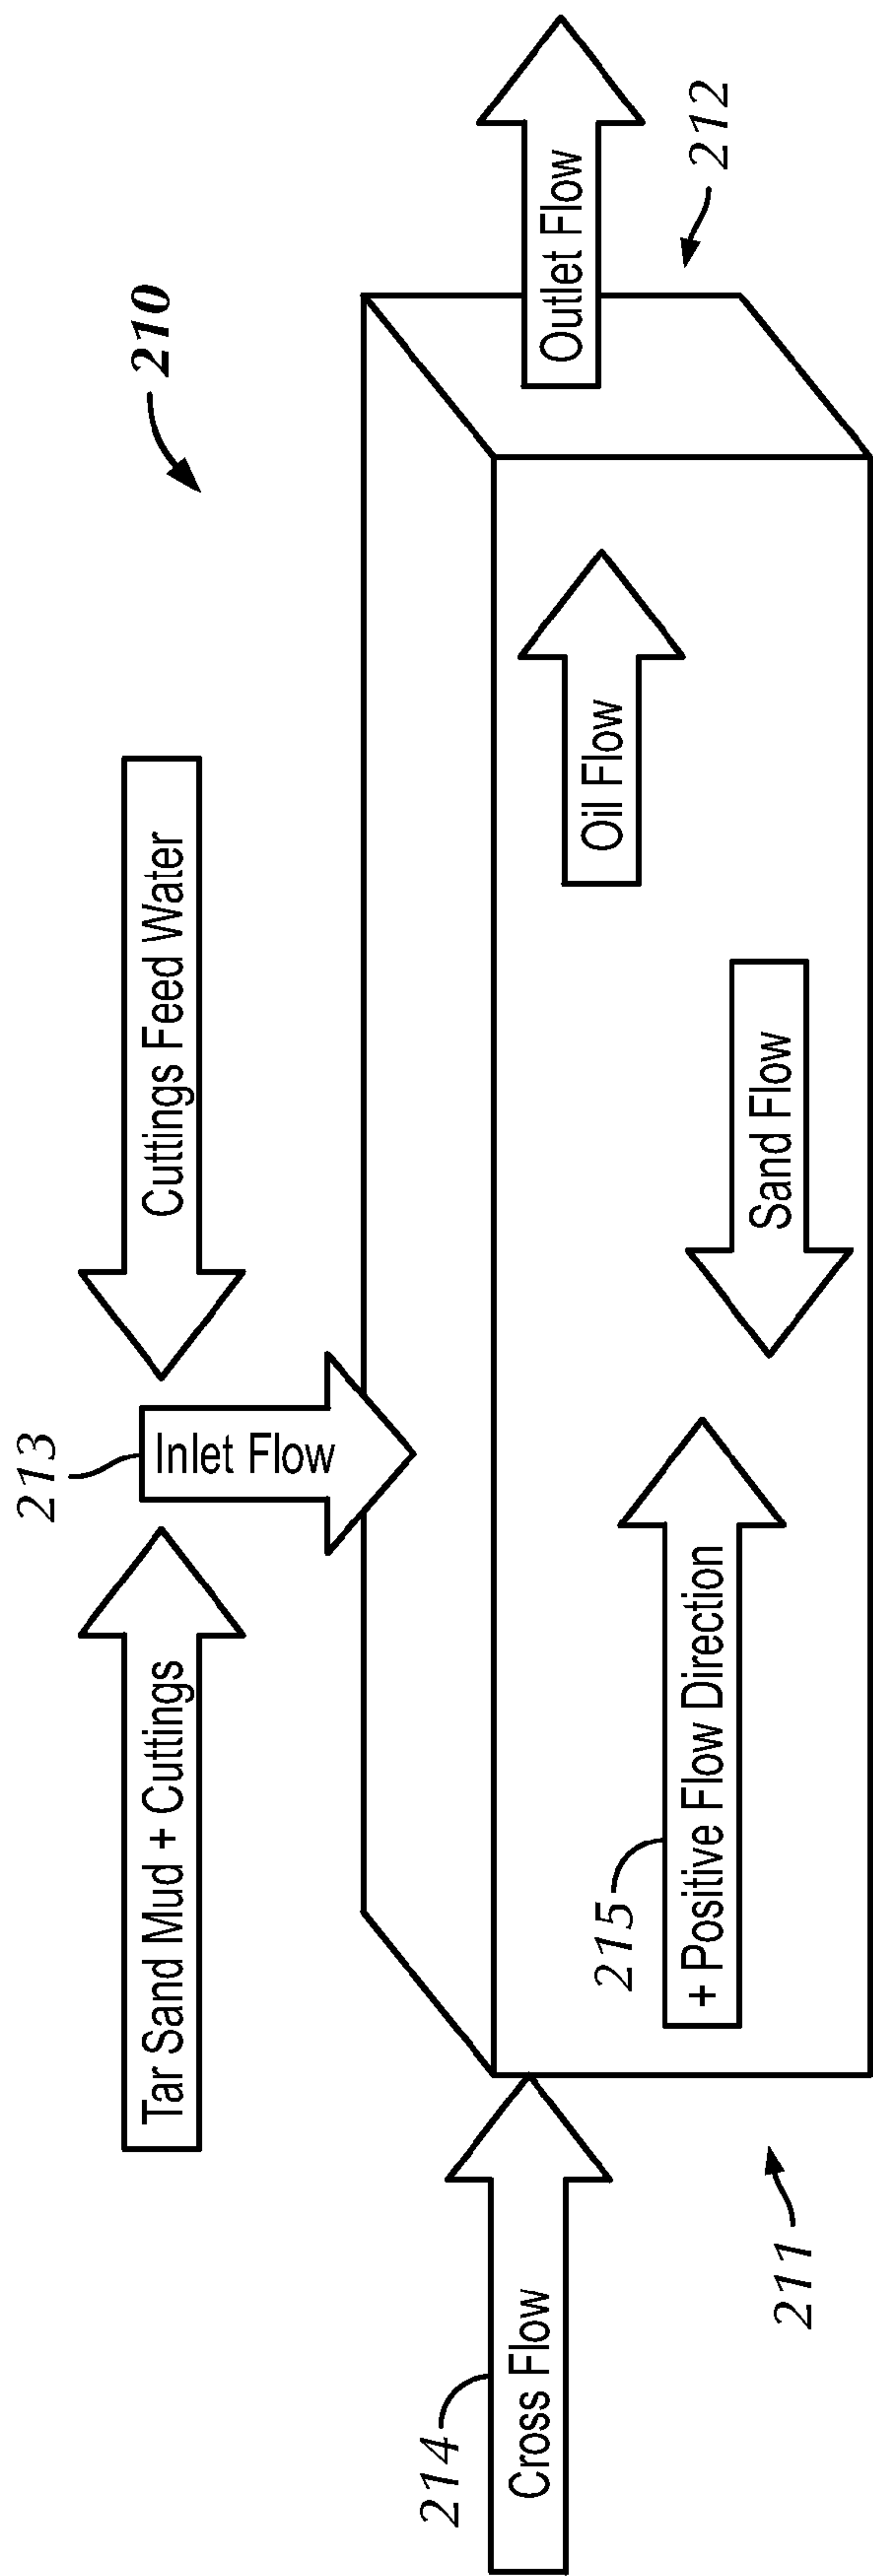 210
213
Tar Sand Mud + Cuttings
Cuttings Feed Water
Inlet Flow
214
Cross Flow
Outlet Flow
212
Oil Flow
215
+ Positive Flow Direction
Sand Flow
211